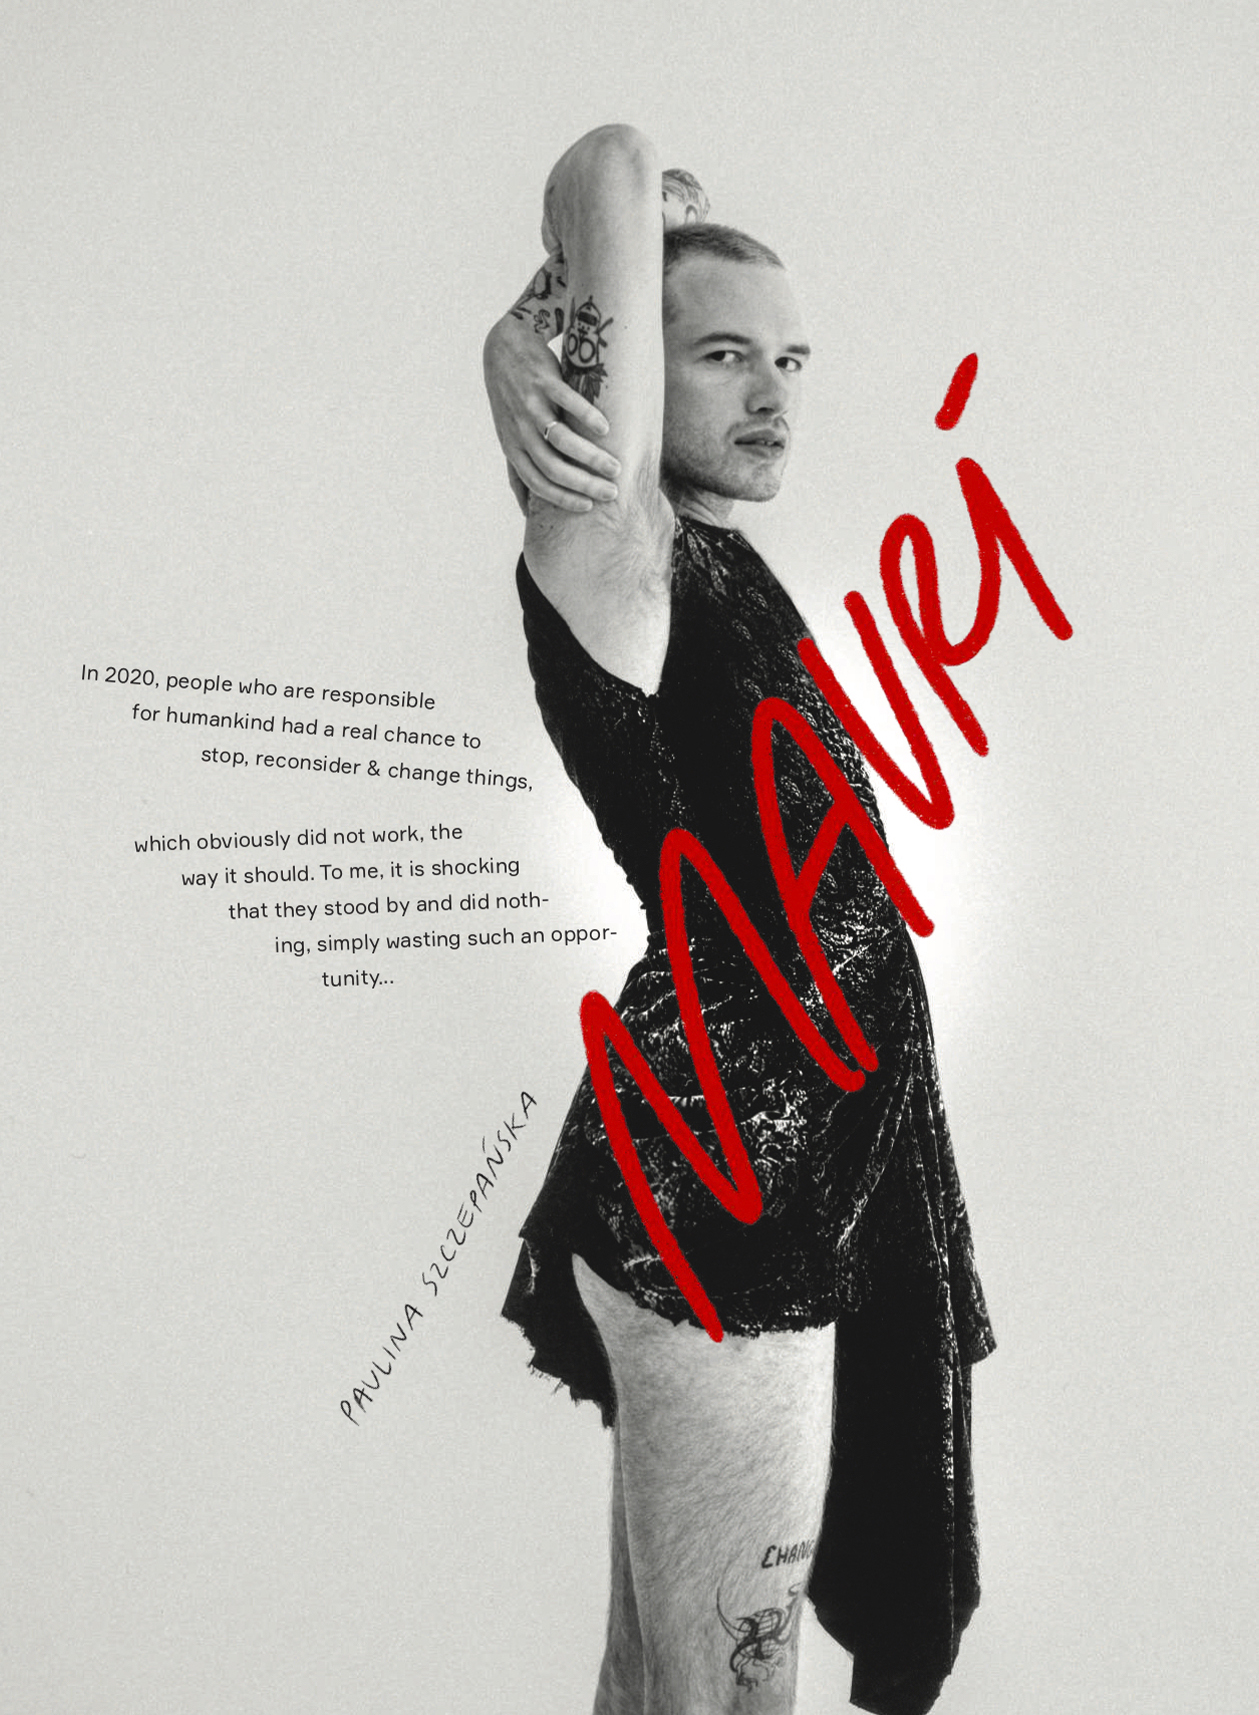 MAURi
In 2020, people who are responsible
for humankind had a real chance to
stop, reconsider & change things,
which obviously did not work, the
way it should. To me, it is shocking
that they stood by and did noth-
ing, simply wasting such an oppor-
tunity...
PAULINA SZCZEPAŃSKA
CHANG